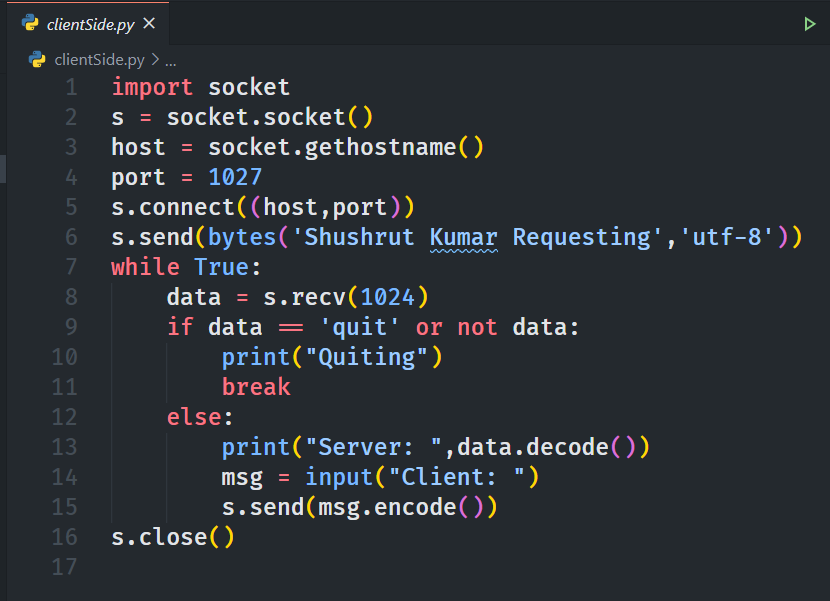 clientSide.py ×
clientSide.py > ...
1 import socket
2 s = socket.socket()
3 host = socket.gethostname()
4 port = 1027
5 s.connect((host,port))
6 s.send(bytes('Shushrut Kumar Requesting','utf-8'))
7 while True:
8     data = s.recv(1024)
9     if data == 'quit' or not data:
10         print("Quiting")
11         break
12     else:
13         print("Server: ",data.decode())
14         msg = input("Client: ")
15         s.send(msg.encode())
16 s.close()
17